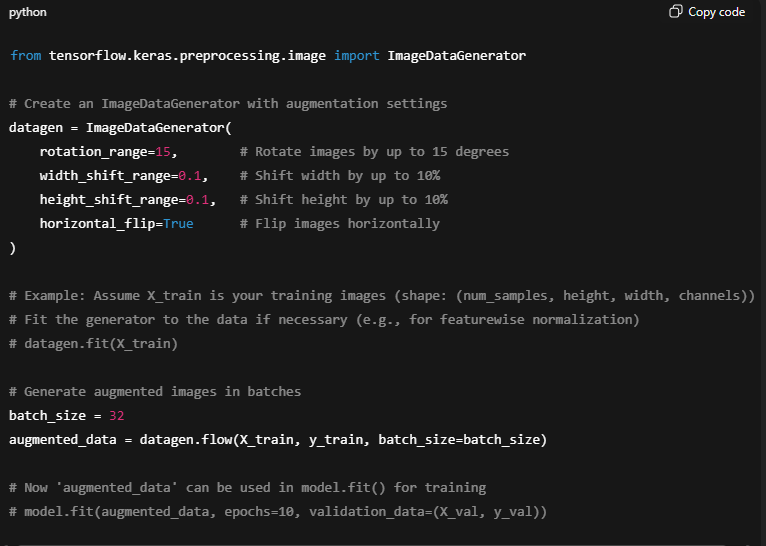 python
Copy code
from tensorflow.keras.preprocessing.image import ImageDataGenerator
# Create an ImageDataGenerator with augmentation settings
datagen = ImageDataGenerator(
    rotation_range=15,        # Rotate images by up to 15 degrees
    width_shift_range=0.1,    # Shift width by up to 10%
    height_shift_range=0.1,   # Shift height by up to 10%
    horizontal_flip=True      # Flip images horizontally
)
# Example: Assume X_train is your training images (shape: (num_samples, height, width, channels))
# Fit the generator to the data if necessary (e.g., for featurewise normalization)
# datagen.fit(X_train)
# Generate augmented images in batches
batch_size = 32
augmented_data = datagen.flow(X_train, y_train, batch_size=batch_size)
# Now 'augmented_data' can be used in model.fit() for training
# model.fit(augmented_data, epochs=10, validation_data=(X_val, y_val))